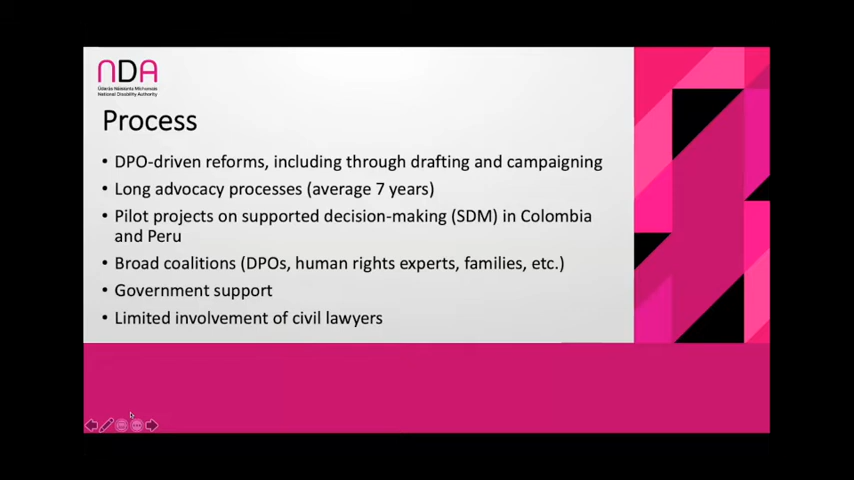 NDA
Údarás Náisiúnta Míchumais
National Disability Authority
Process
• DPO-driven reforms, including through drafting and campaigning
• Long advocacy processes (average 7 years)
• Pilot projects on supported decision-making (SDM) in Colombia
and Peru
• Broad coalitions (DPOs, human rights experts, families, etc.)
• Government support
• Limited involvement of civil lawyers